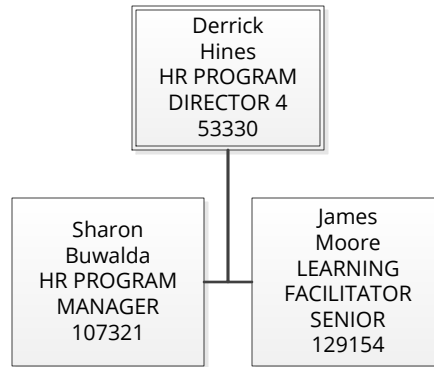 Derrick
Hines
HR PROGRAM
DIRECTOR 4
53330
Sharon
Buwalda
HR PROGRAM
MANAGER
107321
James
Moore
LEARNING
FACILITATOR
SENIOR
129154